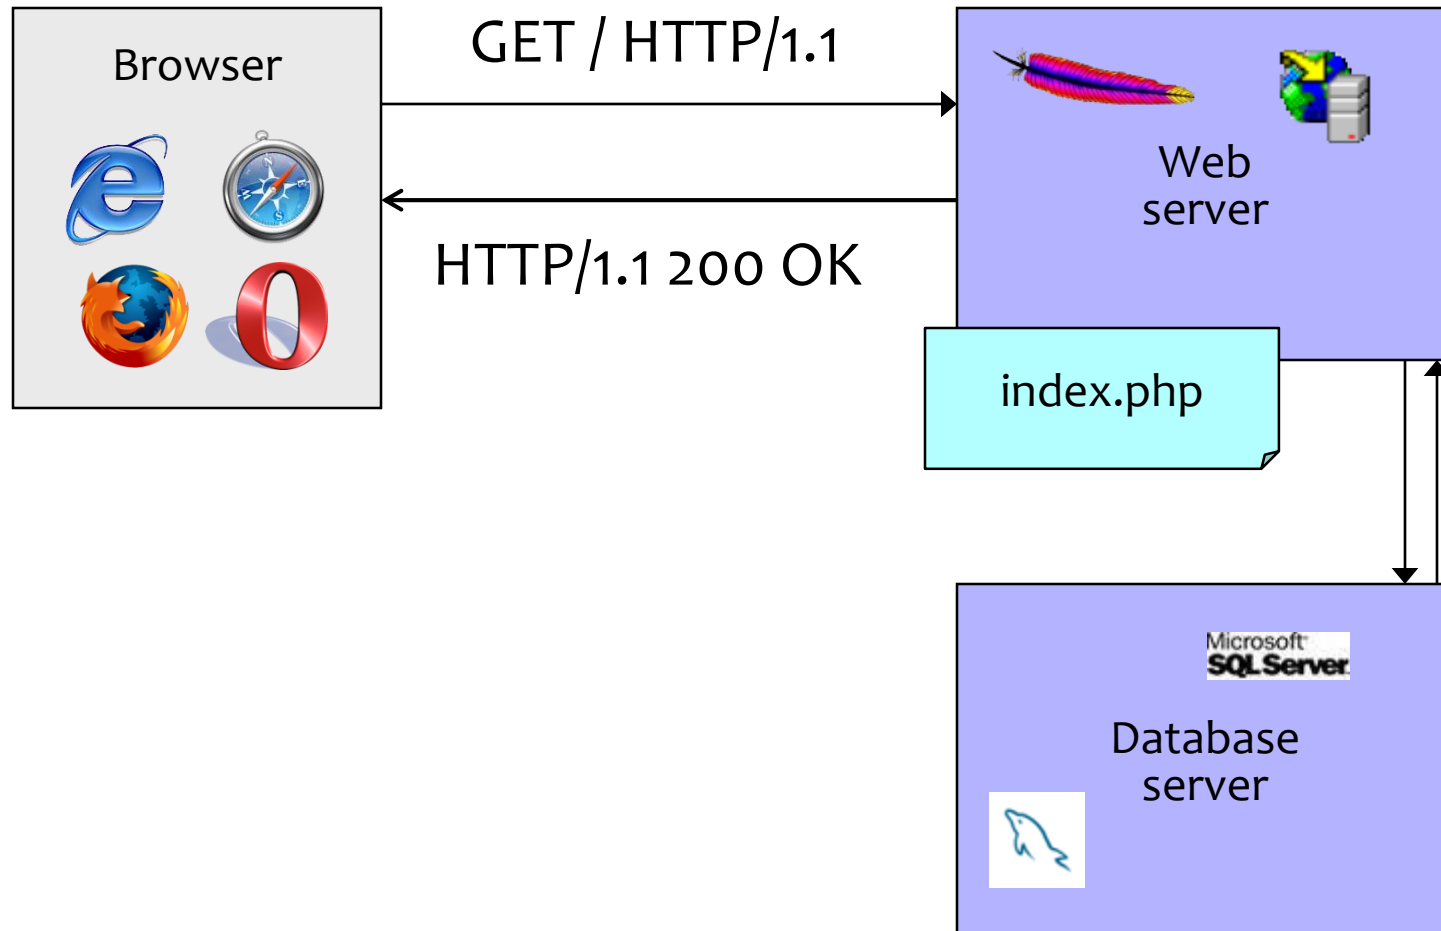 Browser
GET / HTTP/1.1
HTTP/1.1 200 OK
Web
server
index.php
Microsoft
SQL Server
Database
server